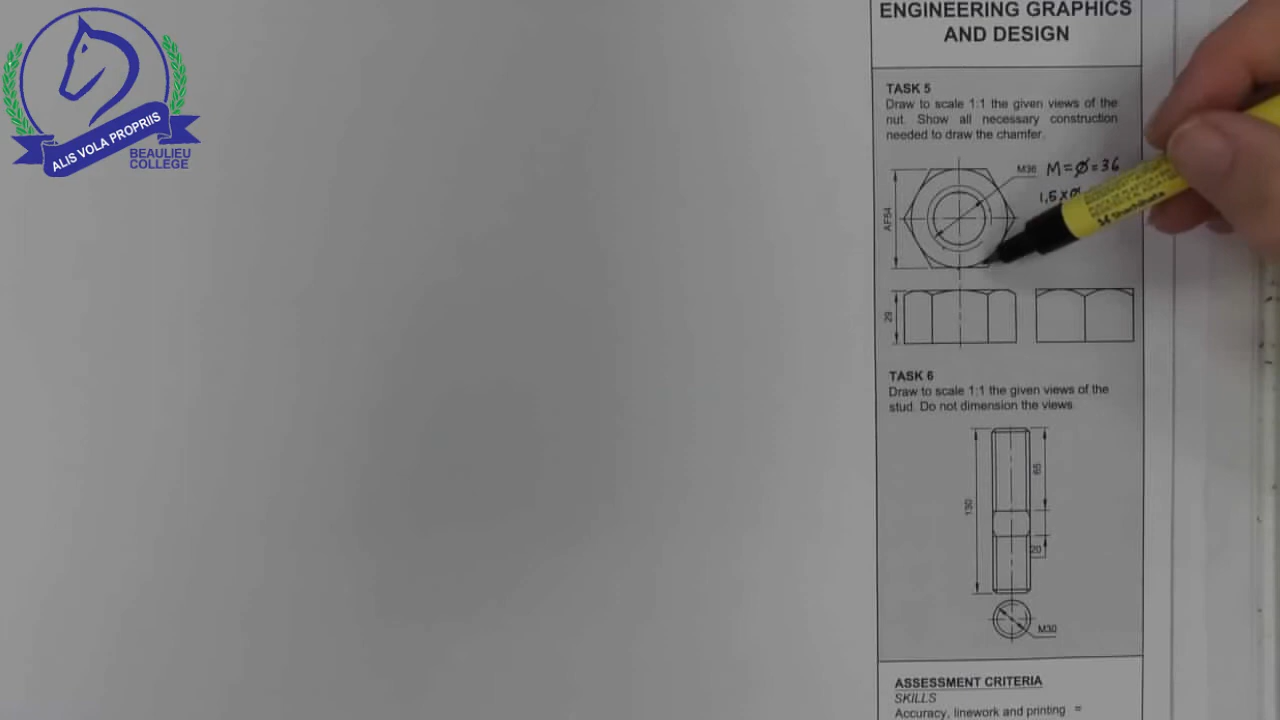 ALIS VOLA PROPRIIS
BEAULIEU
COLLEGE
ENGINEERING GRAPHICS
AND DESIGN
TASK 5
Draw to scale 1:1 the given views of the
nut. Show all necessary construction
needed to draw the chamfer.
M36
M=Ø=36
1,5xØ
AF54
29
TASK 6
Draw to scale 1:1 the given views of the
stud. Do not dimension the views.
65
130
20
M30
ASSESSMENT CRITERIA
SKILLS
Accuracy, linework and printing =